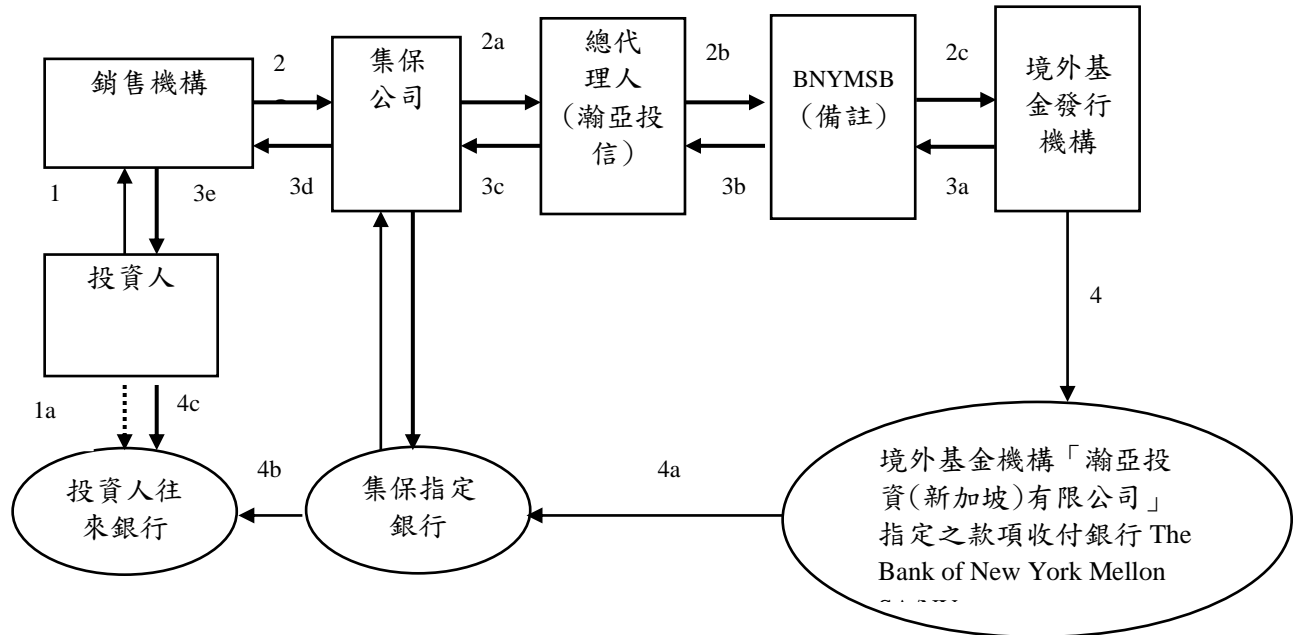 銷售機構
2
集保
公司
2a
總代
理人
(瀚亞投
信)
2b
BNYMSB
(備註)
2c
境外基
金發行
機構
1
3e
3d
3c
3b
3a
投資人
4
1a
4c
投資人往
來銀行
4b
集保指定
銀行
4a
境外基金機構「瀚亞投
資(新加坡)有限公司」
指定之款項收付銀行 The
Bank of New York Mellon